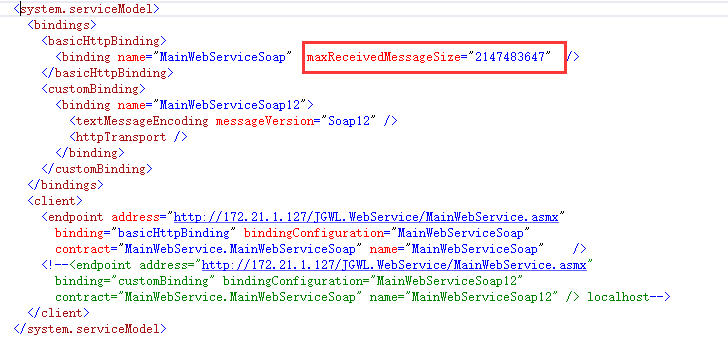 <system.serviceModel>
<bindings>
<basicHttpBinding>
<binding name="MainWebServiceSoap" maxReceivedMessageSize="2147483647" />
</basicHttpBinding>
<customBinding>
<binding name="MainWebServiceSoap12">
<textMessageEncoding messageVersion="Soap12" />
<httpTransport />
</binding>
</customBinding>
</bindings>
<client>
<endpoint address="http://172.21.1.127/JGWL.WebService/MainWebService.asmx"
binding="basicHttpBinding" bindingConfiguration="MainWebServiceSoap"
contract="MainWebService.MainWebServiceSoap" name="MainWebServiceSoap" />
<!--<endpoint address="http://172.21.1.127/JGWL.WebService/MainWebService.asmx"
binding="customBinding" bindingConfiguration="MainWebServiceSoap12"
contract="MainWebService.MainWebServiceSoap" name="MainWebServiceSoap12" /> localhost-->
</client>
</system.serviceModel>